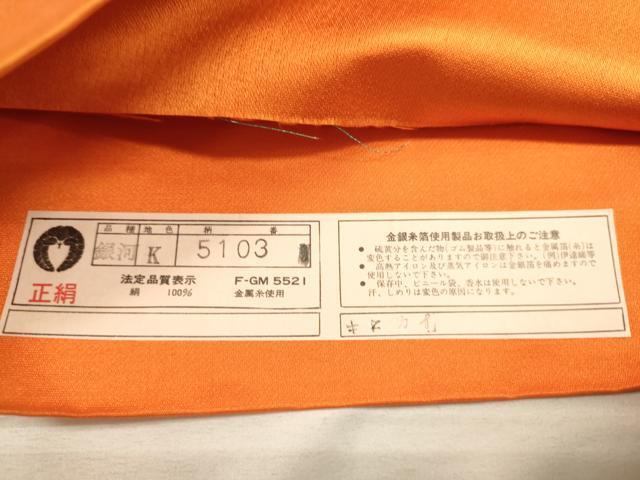 品種 地色 柄 番
銀河 K 5103
正絹
法定品質表示 F-GM 5521
絹 100% 金属糸使用
金銀糸箔使用製品お取扱上のご注意
● 硫黄分を含んだ物(ゴム製品等)に触れると金属箔(糸)は
変色することがありますので御注意下さい。(例)伊達締等
● 高熱アイロン及び蒸気アイロンは金銀箔を痛めますので
使用しないで下さい。
● 保存中、ビニール袋、香水は使用しないで下さい。
汗、しめりは変色の原因になります。